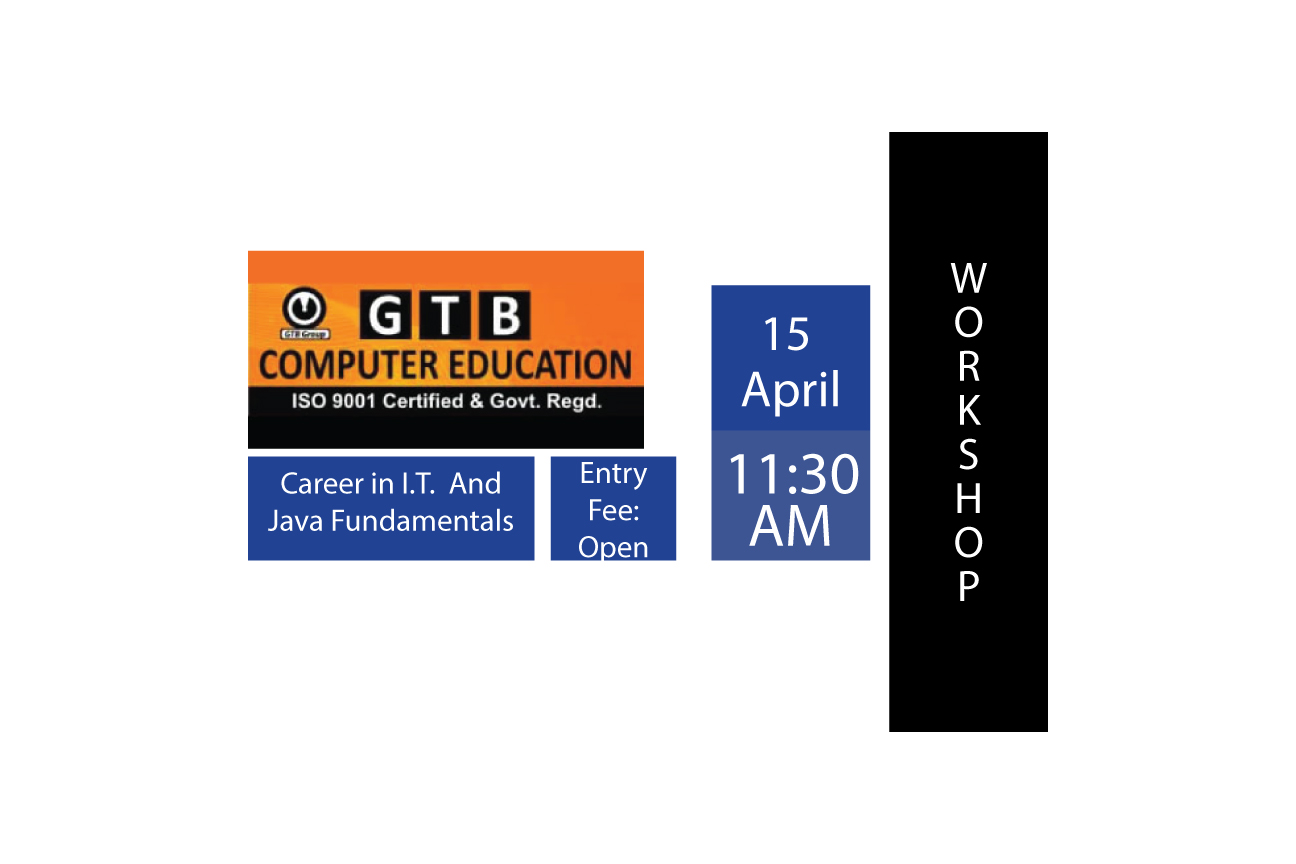 GTB Group
G T B
COMPUTER EDUCATION
ISO 9001 Certified & Govt. Regd.
Career in I.T. And
Java Fundamentals
Entry
Fee:
Open
15
April
11:30
AM
W
O
R
K
S
H
O
P